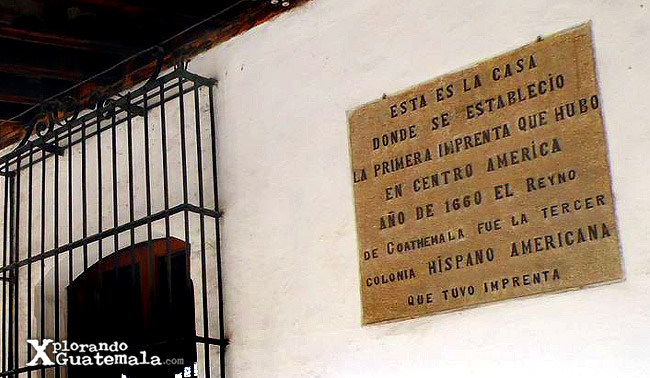 ESTA ES LA CASA
DONDE SE ESTABLECIO
LA PRIMERA IMPRENTA QUE HUBO
EN CENTRO AMERICA
AÑO DE 1660 EL REYNO
DE GOATHEMALA FUE LA TERCER
COLONIA HISPANO AMERICANA
QUE TUVO IMPRENTA
Xplorando
Guatemala.com